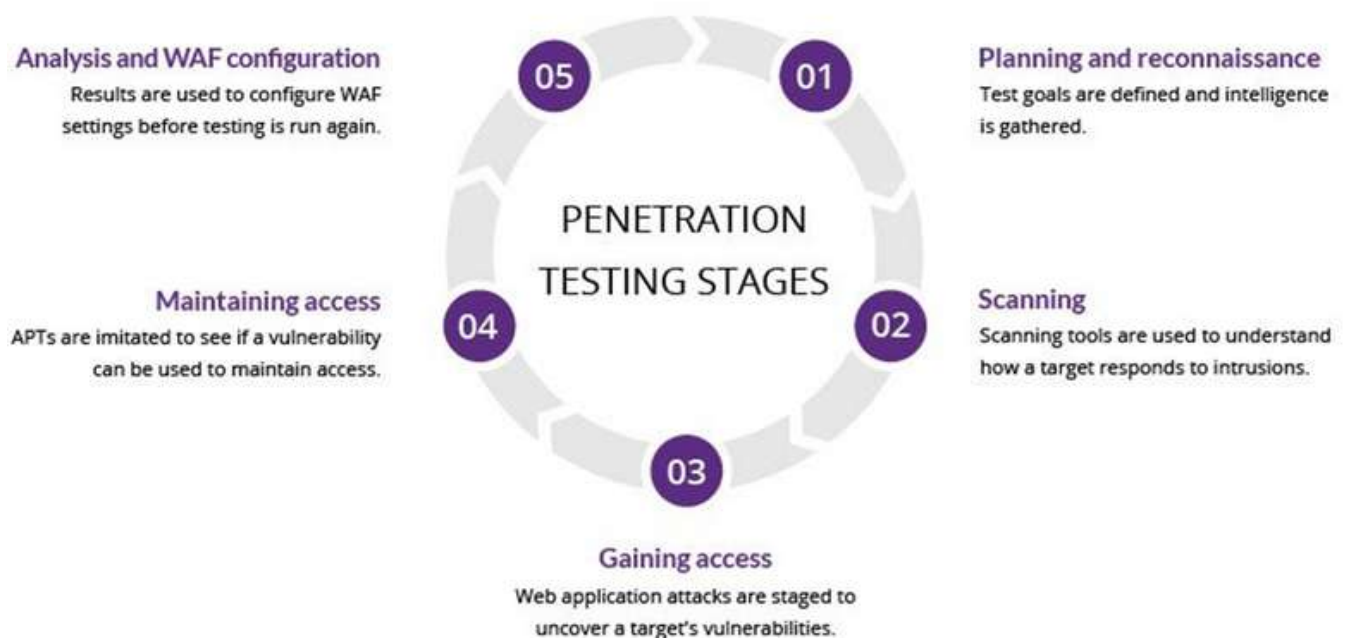 PENETRATION
TESTING STAGES
01
Planning and reconnaissance
Test goals are defined and intelligence
is gathered.
02
Scanning
Scanning tools are used to understand
how a target responds to intrusions.
03
Gaining access
Web application attacks are staged to
uncover a target's vulnerabilities.
04
Maintaining access
APTs are imitated to see if a vulnerability
can be used to maintain access.
05
Analysis and WAF configuration
Results are used to configure WAF
settings before testing is run again.